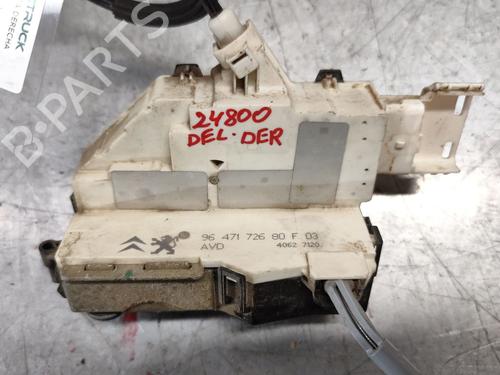 TRUCK
DERECHA
B-PARTS
24800
DEL·DER
96 471 726 80 F 03
AVD
4062 7120